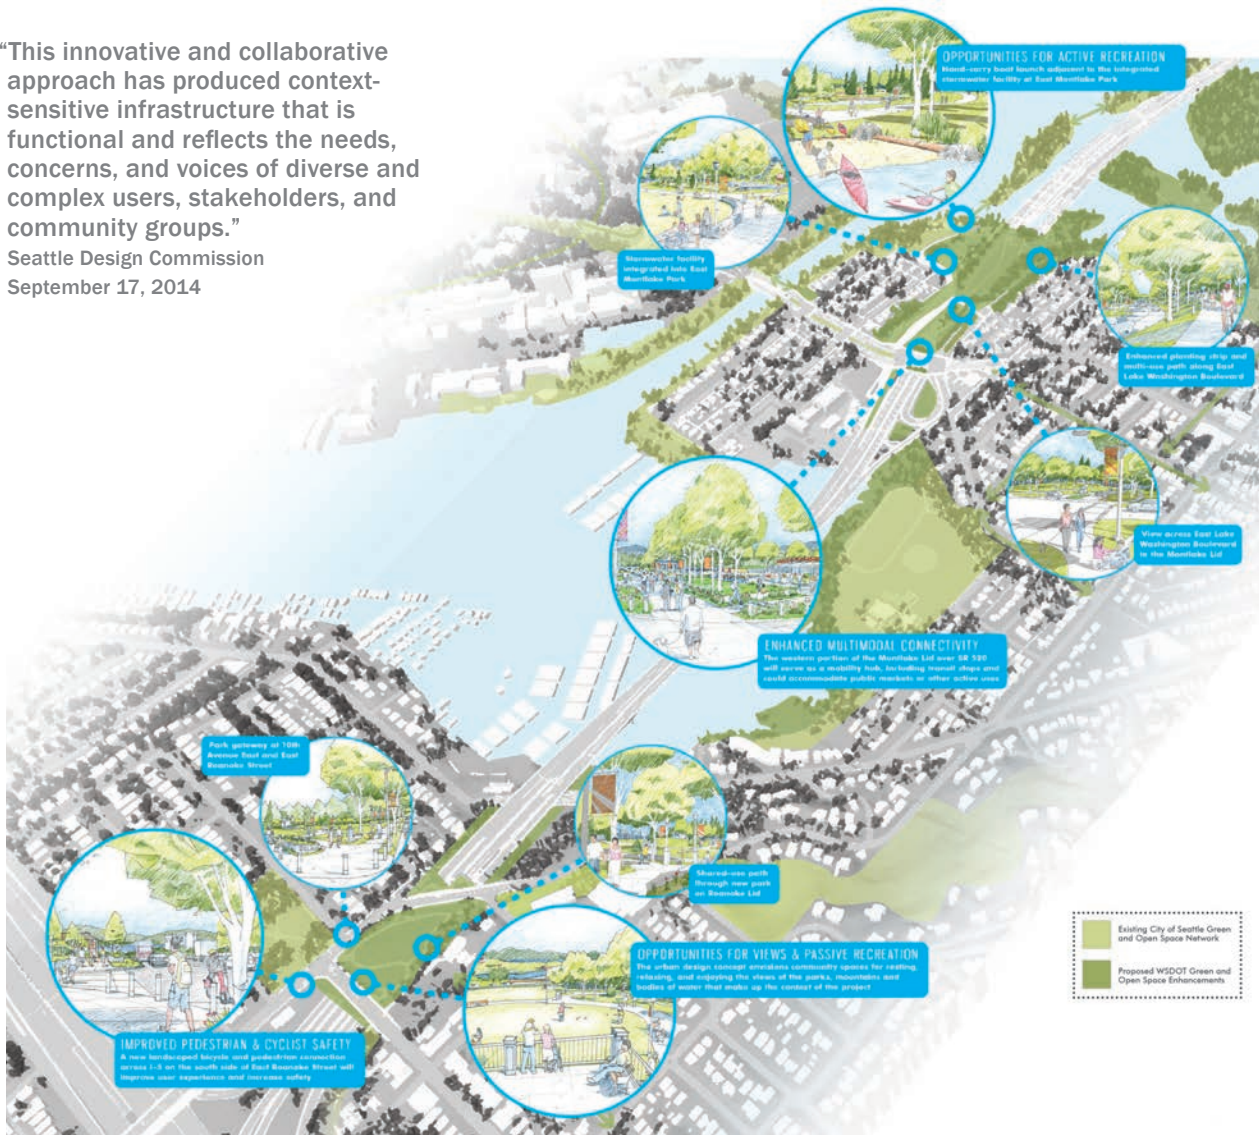 “This innovative and collaborative
approach has produced context-
sensitive infrastructure that is
functional and reflects the needs,
concerns, and voices of diverse and
complex users, stakeholders, and
community groups.”
Seattle Design Commission
September 17, 2014
OPPORTUNITIES FOR ACTIVE RECREATION
Hand-carry boat launch adjacent to the integrated
stormwater facility at East Montlake Park
Stormwater facility
integrated into East
Montlake Park
Enhanced planting strip and
multi-use path along East
Lake Washington Boulevard
View across East Lake
Washington Boulevard
to the Montlake Lid
ENHANCED MULTIMODAL CONNECTIVITY
The western portion of the Montlake Lid over SR 520
will serve as a mobility hub, including transit stops and
could accommodate public markets or other active uses
Park gateway at 10th
Avenue East and East
Roanoke Street
Shared-use path
through new park
on Roanoke Lid
OPPORTUNITIES FOR VIEWS & PASSIVE RECREATION
The urban design concept envisions community spaces for resting,
relaxing, and enjoying the views of the parks, mountains and
bodies of water that make up the context of the project
IMPROVED PEDESTRIAN & CYCLIST SAFETY
A new landscaped bicycle and pedestrian connection
across I-5 on the south side of East Roanoke Street will
improve user experience and increase safety
Existing City of Seattle Green
and Open Space Network
Proposed WSDOT Green and
Open Space Enhancements